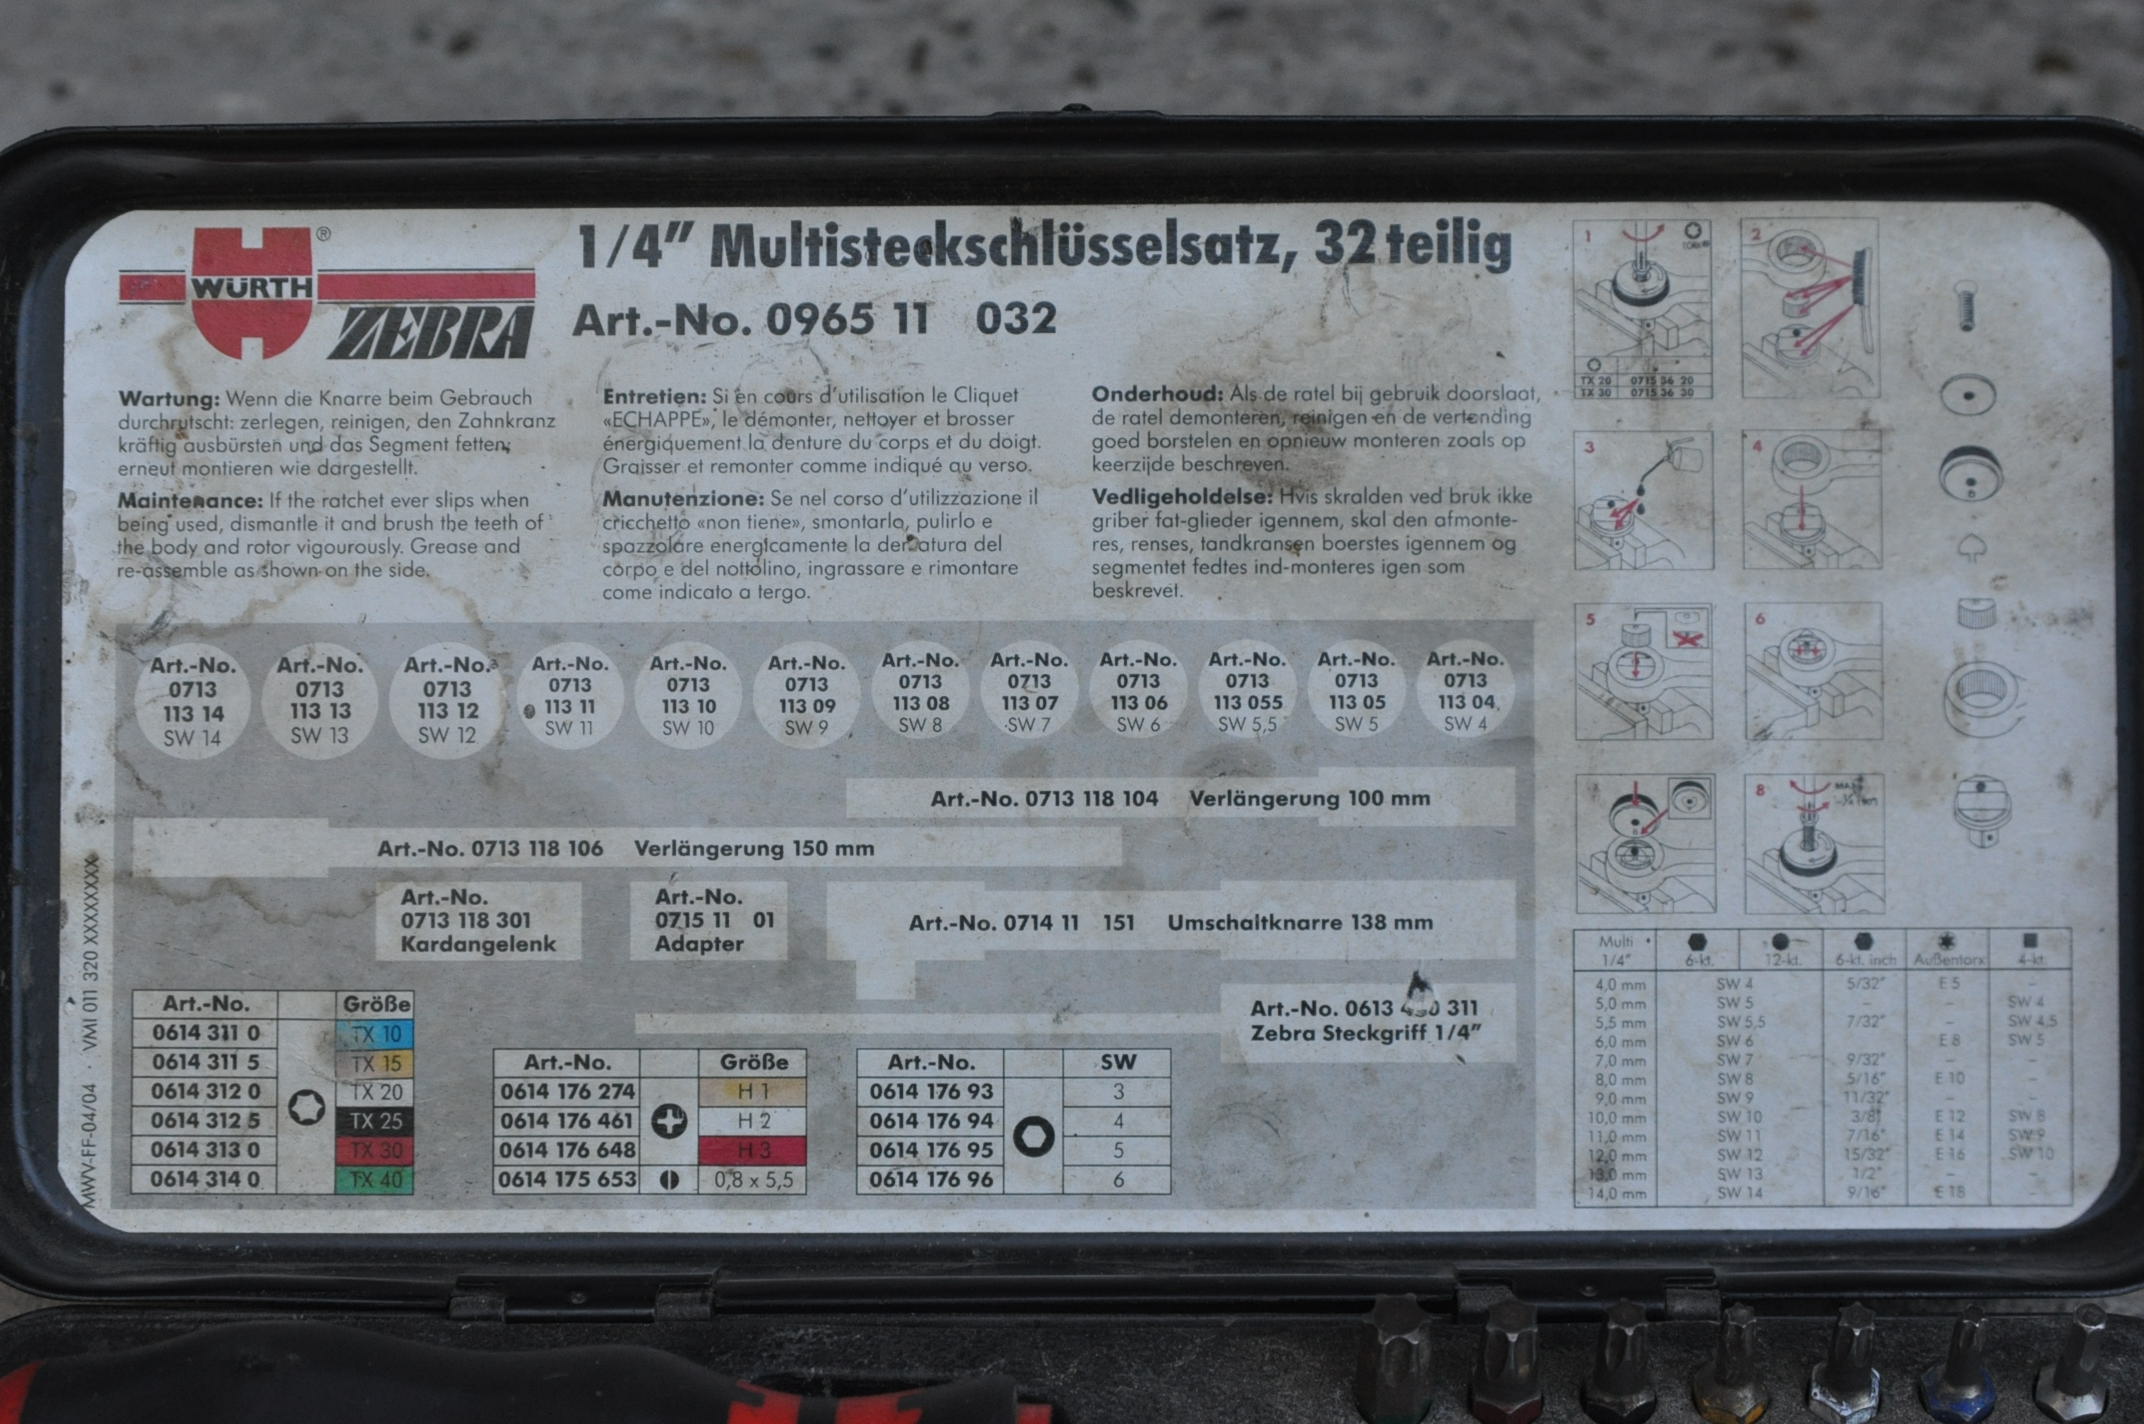 WÜRTH ®
ZEBRA
1/4" Multisteckschlüsselsatz, 32 teilig
Art.-No. 0965 11 032
Wartung: Wenn die Knarre beim Gebrauch
durchrutscht: zerlegen, reinigen, den Zahnkranz
kräftig ausbürsten und das Segment fetten;
erneut montieren wie dargestellt.
Maintenance: If the ratchet ever slips when
being used, dismantle it and brush the teeth of
the body and rotor vigourously. Grease and
re-assemble as shown on the side.
Entretien: Si en cours d'utilisation le Cliquet
«ECHAPPE», le démonter, nettoyer et brosser
énergiquement la denture du corps et du doigt.
Graisser et remonter comme indiqué au verso.
Manutenzione: Se nel corso d'utilizzazione il
cricchetto «non tiene», smontarlo, pulirlo e
spazzolare energicamente la dentatura del
corpo e del nottolino, ingrassare e rimontare
come indicato a tergo.
Onderhoud: Als de ratel bij gebruik doorslaat,
de ratel demonteren, reinigen en de vertending
goed borstelen en opnieuw monteren zoals op
keerzijde beschreven.
Vedligeholdelse: Hvis skralden ved bruk ikke
griber fat-glieder igennem, skal den afmonte-
res, renses, tandkransen boerstes igennem og
segmentet fedtes ind-monteres igen som
beskrevet.
Art.-No. 0713 113 14 SW 14
Art.-No. 0713 113 13 SW 13
Art.-No. 0713 113 12 SW 12
Art.-No. 0713 113 11 SW 11
Art.-No. 0713 113 10 SW 10
Art.-No. 0713 113 09 SW 9
Art.-No. 0713 113 08 SW 8
Art.-No. 0713 113 07 SW 7
Art.-No. 0713 113 06 SW 6
Art.-No. 0713 113 055 SW 5,5
Art.-No. 0713 113 05 SW 5
Art.-No. 0713 113 04 SW 4
Art.-No. 0713 118 104 Verlängerung 100 mm
Art.-No. 0713 118 106 Verlängerung 150 mm
Art.-No.
0713 118 301
Kardangelenk
Art.-No.
0715 11 01
Adapter
Art.-No. 0714 11 151 Umschaltknarre 138 mm
Art.-No. 0613 311
Zebra Steckgriff 1/4"
Art.-No. Größe
0614 311 0 TX 10
0614 311 5 TX 15
0614 312 0 TX 20
0614 312 5 TX 25
0614 313 0 TX 30
0614 314 0 TX 40
Art.-No. Größe
0614 176 274 H 1
0614 176 461 H 2
0614 176 648 H 3
0614 175 653 0,8 x 5,5
Art.-No. SW
0614 176 93 3
0614 176 94 4
0614 176 95 5
0614 176 96 6
MWV-FF-04/04 · VMI 011 320 XXXXXXXX
1
TORX®
TX 20 0715 36 20
TX 30 0715 36 30
2
3
4
5
6
8
MAX.
Multi 1/4" 6-kt. 12-kt. 6-kt. inch Außentorx 4-kt.
4,0 mm SW 4 5/32" E 5 -
5,0 mm SW 5 - - SW 4
5,5 mm SW 5,5 7/32" - SW 4,5
6,0 mm SW 6 E 8 SW 5
7,0 mm SW 7 9/32" - -
8,0 mm SW 8 5/16" E 10 -
9,0 mm SW 9 11/32" - -
10,0 mm SW 10 3/8" E 12 SW 8
11,0 mm SW 11 7/16" E 14 SW 9
12,0 mm SW 12 15/32" E 16 SW 10
13,0 mm SW 13 1/2" - -
14,0 mm SW 14 9/16" E 18 -